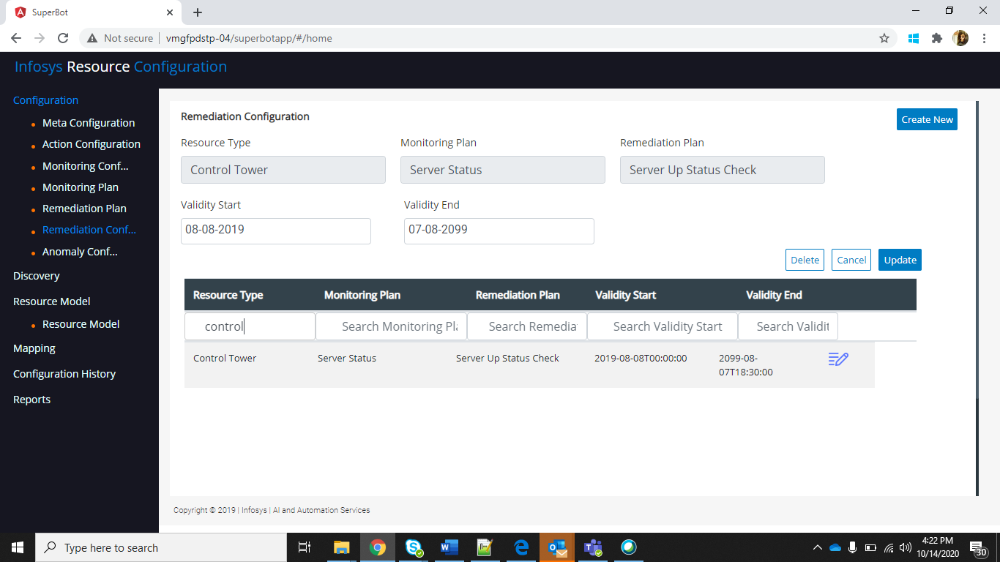 SuperBot
Not secure vmgfpdstp-04/superbotapp/#/home
Infosys Resource Configuration
Configuration
Meta Configuration
Action Configuration
Monitoring Conf...
Monitoring Plan
Remediation Plan
Remediation Conf...
Anomaly Conf...
Discovery
Resource Model
Resource Model
Mapping
Configuration History
Reports
Remediation Configuration
Create New
Resource Type Monitoring Plan Remediation Plan
Control Tower Server Status Server Up Status Check
Validity Start Validity End
08-08-2019 07-08-2099
Delete Cancel Update
Resource Type Monitoring Plan Remediation Plan Validity Start Validity End
control Search Monitoring Pl Search Remedia Search Validity Start Search Validit
Control Tower Server Status Server Up Status Check 2019-08-08T00:00:00 2099-08-
07T18:30:00
Copyright © 2019 | Infosys | AI and Automation Services
Type here to search
4:22 PM
10/14/2020
30